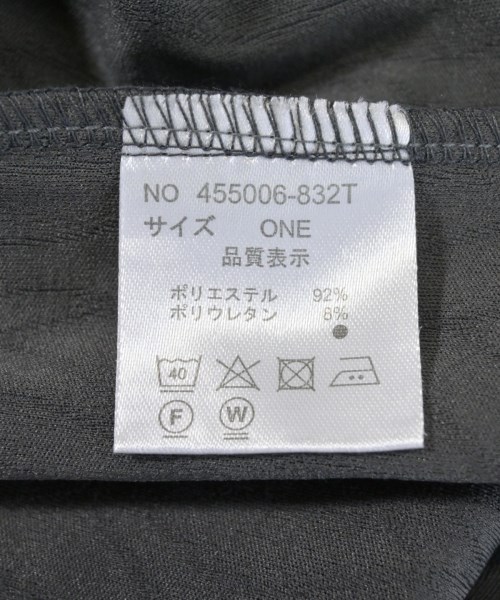 NO 455006-832T
サイズ ONE
品質表示
ポリエステル 92%
ポリウレタン 8%
40
F W